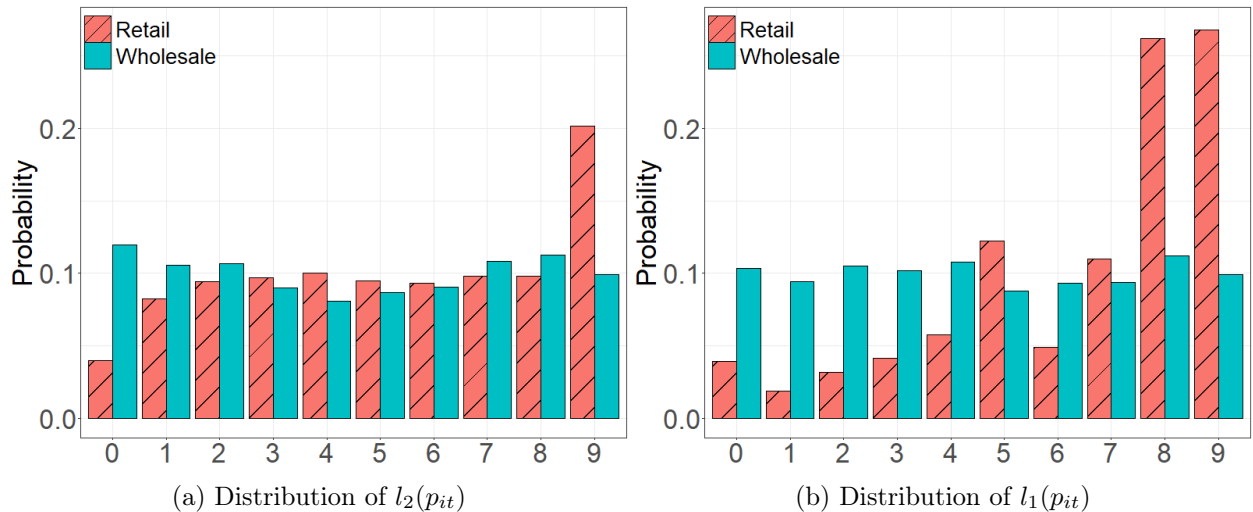 Retail
Wholesale
Probability
0.2
0.1
0.0
0 1 2 3 4 5 6 7 8 9
(a) Distribution of l₂(pᵢₜ)
Retail
Wholesale
Probability
0.2
0.1
0.0
0 1 2 3 4 5 6 7 8 9
(b) Distribution of l₁(pᵢₜ)